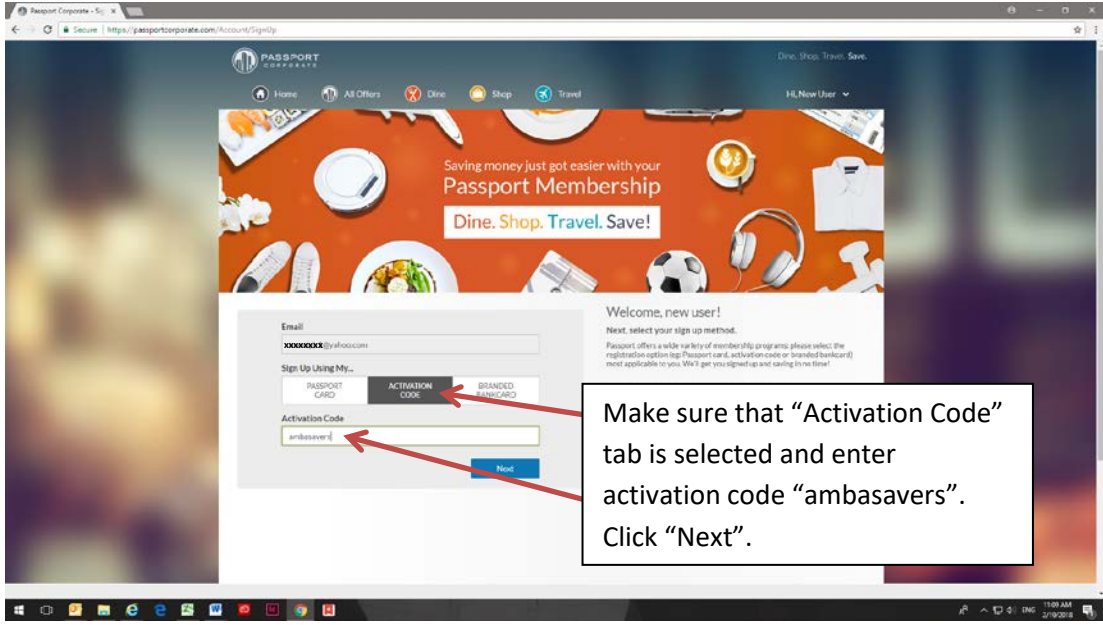 Passport Corporate - Sig
Secure | https://passportcorporate.com/Account/SignUp
PASSPORT
CORPORATE
Dine. Shop. Travel. Save.
Home
All Offers
Dine
Shop
Travel
Hi, New User
Saving money just got easier with your
Passport Membership
Dine. Shop. Travel. Save!
Email
xxxxxxxx@yahoo.com
Sign Up Using My...
PASSPORT
CARD
ACTIVATION
CODE
BRANDED
BANKCARD
Activation Code
ambasavers
Next
Welcome, new user!
Next, select your sign up method.
Passport offers a wide variety of membership programs; please select the
registration option (eg: Passport card, activation code or branded bankcard)
most applicable to you. We'll get you signed up and saving in no time!
Make sure that “Activation Code”
tab is selected and enter
activation code “ambasavers”.
Click “Next”.
ENG
11:09 AM
2/19/2018